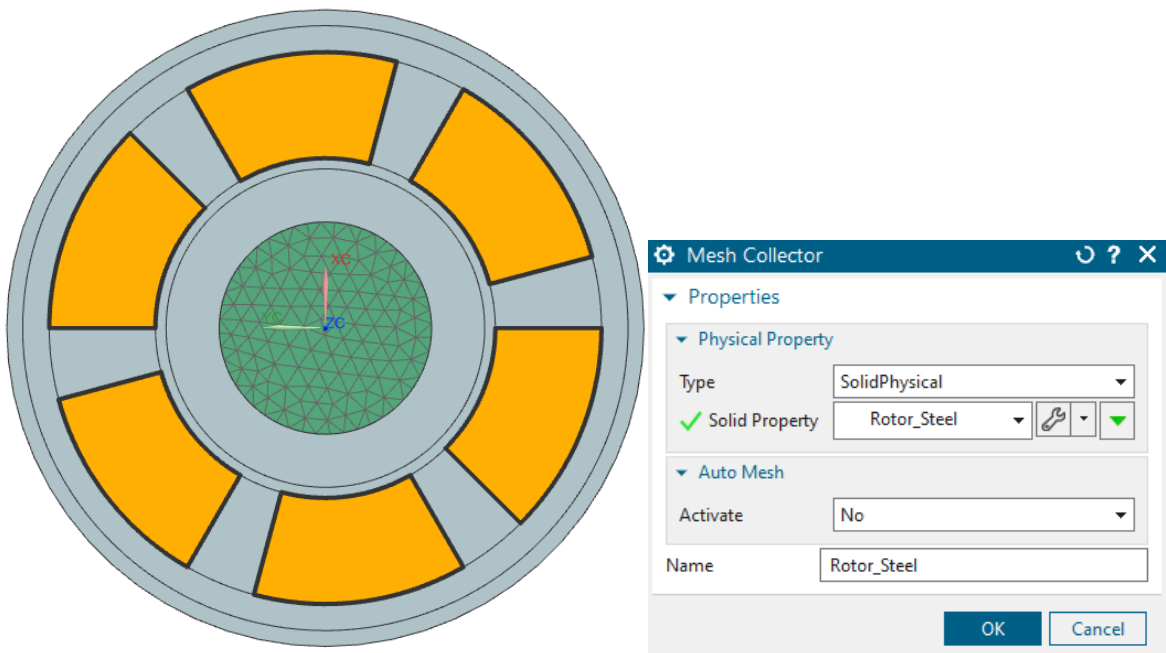 XC
YC
ZC
Mesh Collector
Properties
Physical Property
Type SolidPhysical
Solid Property Rotor_Steel
Auto Mesh
Activate No
Name Rotor_Steel
OK Cancel